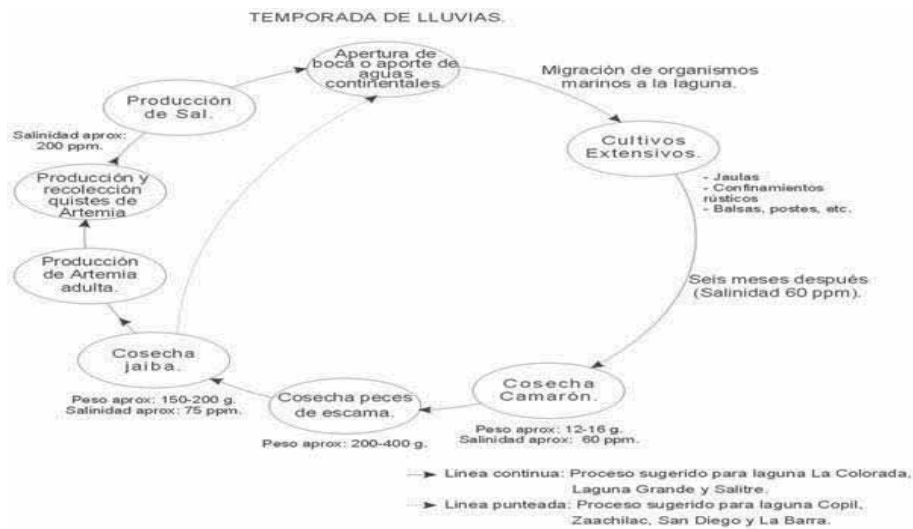 TEMPORADA DE LLUVIAS.
Apertura de
boca o aporte de
aguas
continentales.
Migración de organismos
marinos a la laguna.
Cultivos
Extensivos.
- Jaulas
- Confinamientos
rústicos
- Balsas, postes, etc.
Seis meses después
(Salinidad 60 ppm).
Cosecha
Camarón.
Peso aprox: 12-16 g.
Salinidad aprox: 60 ppm.
Cosecha peces
de escama.
Peso aprox: 200-400 g.
Cosecha
jaiba.
Peso aprox: 150-200 g.
Salinidad aprox: 75 ppm.
Producción
de Artemia
adulta.
Producción y
recolección
quistes de
Artemia
Salinidad aprox:
200 ppm.
Producción
de Sal.
Linea continua: Proceso sugerido para laguna La Colorada,
Laguna Grande y Salitre.
Linea punteada: Proceso sugerido para laguna Copil,
Zaachilac, San Diego y La Barra.